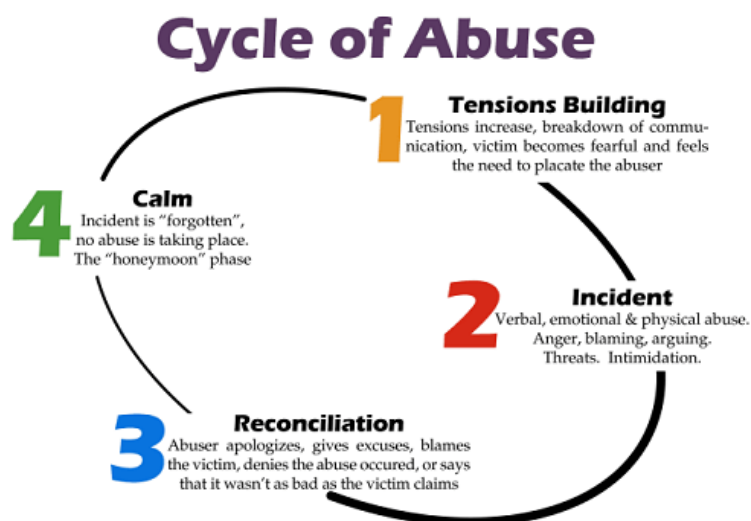 Cycle of Abuse
1
Tensions Building
Tensions increase, breakdown of commu-
nication, victim becomes fearful and feels
the need to placate the abuser
2
Incident
Verbal, emotional & physical abuse.
Anger, blaming, arguing.
Threats. Intimidation.
3
Reconciliation
Abuser apologizes, gives excuses, blames
the victim, denies the abuse occured, or says
that it wasn't as bad as the victim claims
4
Calm
Incident is “forgotten”,
no abuse is taking place.
The “honeymoon” phase